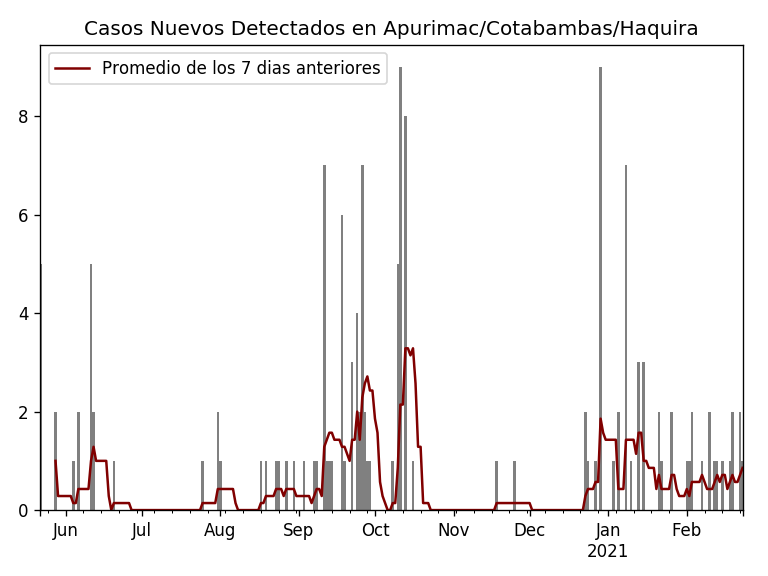 Casos Nuevos Detectados en Apurimac/Cotabambas/Haquira
Promedio de los 7 dias anteriores
8
6
4
2
0
Jun Jul Aug Sep Oct Nov Dec Jan Feb
2021